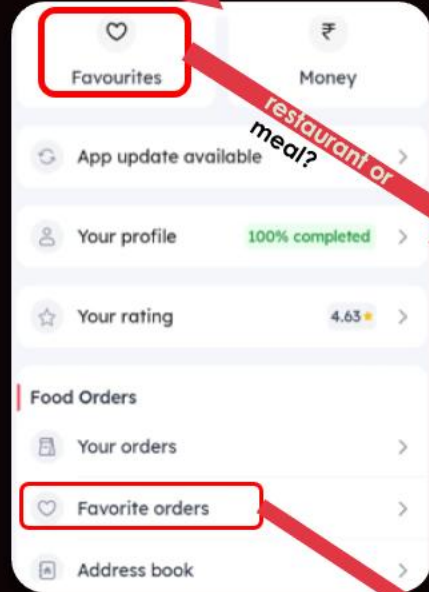 ₹
Favourites
Money
restaurant or
meal?
App update available
Your profile
100% completed
Your rating
4.63★
Food Orders
Your orders
Favorite orders
Address book